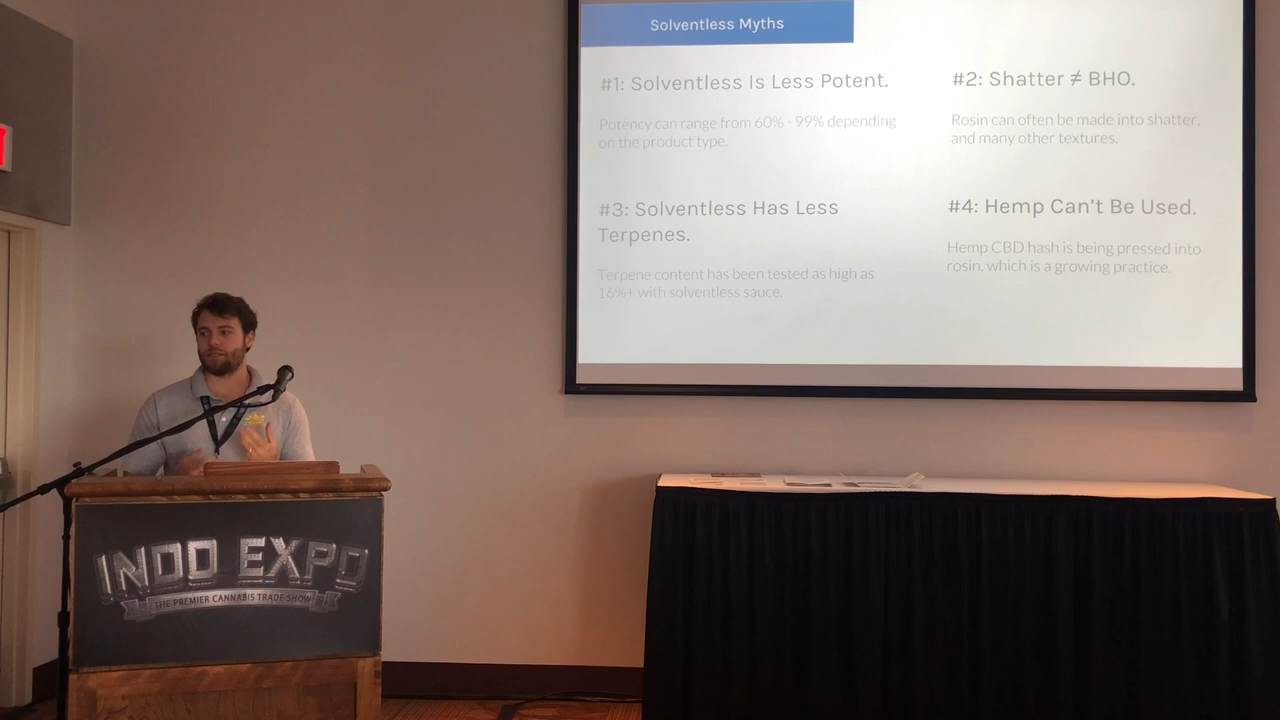 Solventless Myths
#1: Solventless Is Less Potent.
Potency can range from 60% - 99% depending
on the product type.
#2: Shatter ≠ BHO.
Rosin can often be made into shatter,
and many other textures.
#3: Solventless Has Less
Terpenes.
Terpene content has been tested as high as
16%+ with solventless sauce.
#4: Hemp Can't Be Used.
Hemp CBD hash is being pressed into
rosin, which is a growing practice.
INDO EXPO
THE PREMIER CANNABIS TRADE SHOW